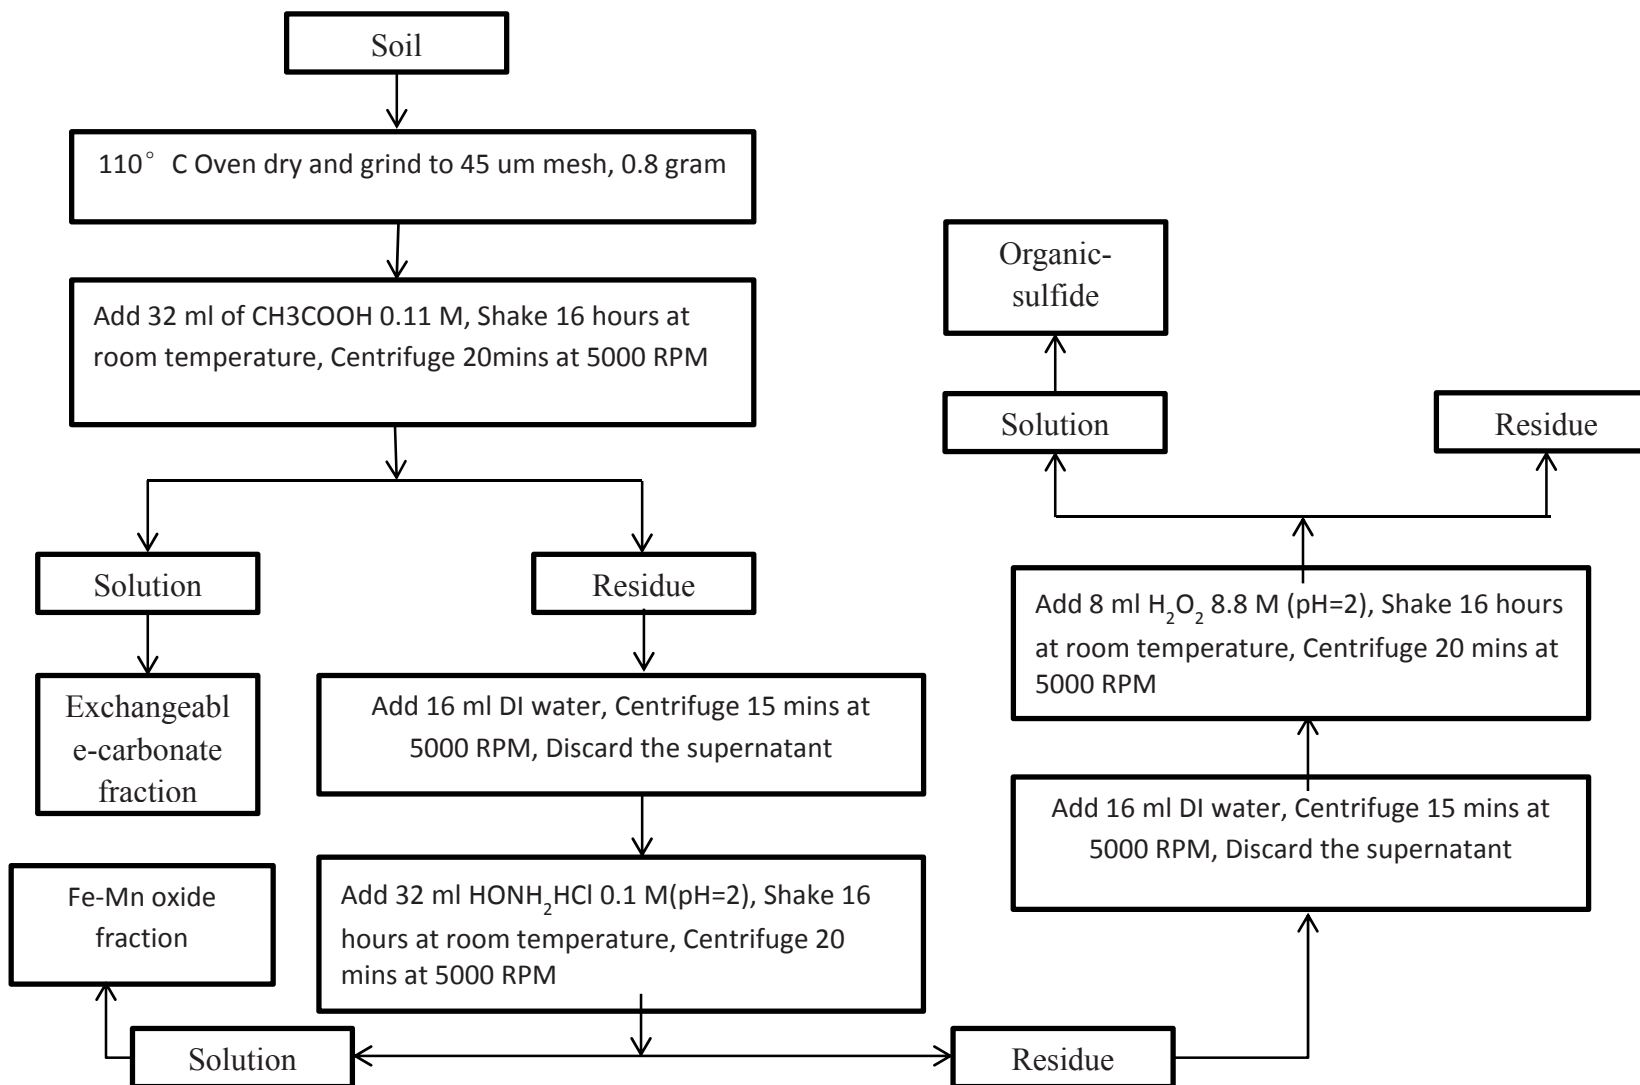 Soil
110° C Oven dry and grind to 45 um mesh, 0.8 gram
Add 32 ml of CH3COOH 0.11 M, Shake 16 hours at
room temperature, Centrifuge 20mins at 5000 RPM
Solution
Residue
Exchangeabl
e-carbonate
fraction
Add 16 ml DI water, Centrifuge 15 mins at
5000 RPM, Discard the supernatant
Add 32 ml HONH₂HCl 0.1 M(pH=2), Shake 16
hours at room temperature, Centrifuge 20
mins at 5000 RPM
Fe-Mn oxide
fraction
Solution
Residue
Add 16 ml DI water, Centrifuge 15 mins at
5000 RPM, Discard the supernatant
Add 8 ml H₂O₂ 8.8 M (pH=2), Shake 16 hours
at room temperature, Centrifuge 20 mins at
5000 RPM
Solution
Residue
Organic-
sulfide